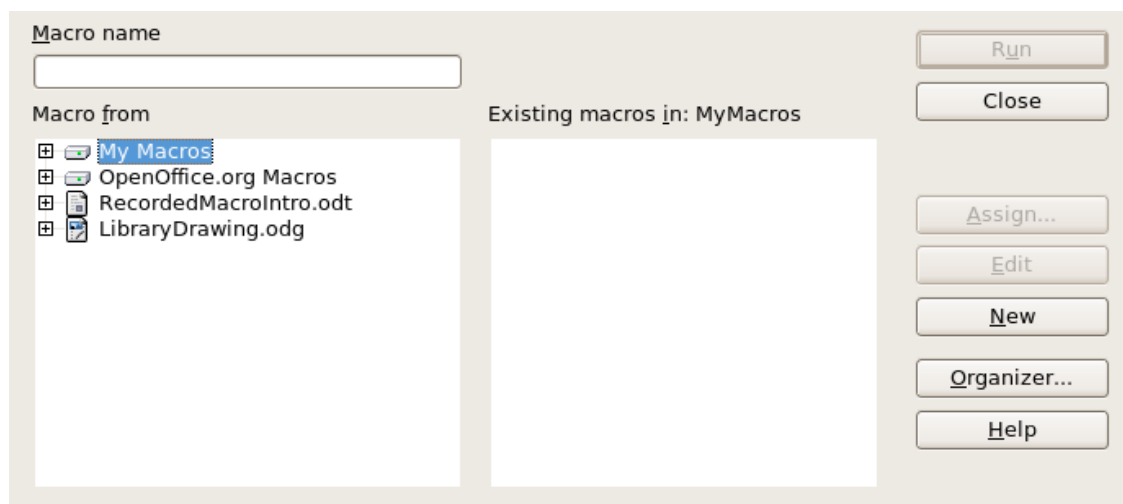 Macro name
Run
Close
Macro from
Existing macros in: MyMacros
My Macros
OpenOffice.org Macros
RecordedMacroIntro.odt
LibraryDrawing.odg
Assign...
Edit
New
Organizer...
Help